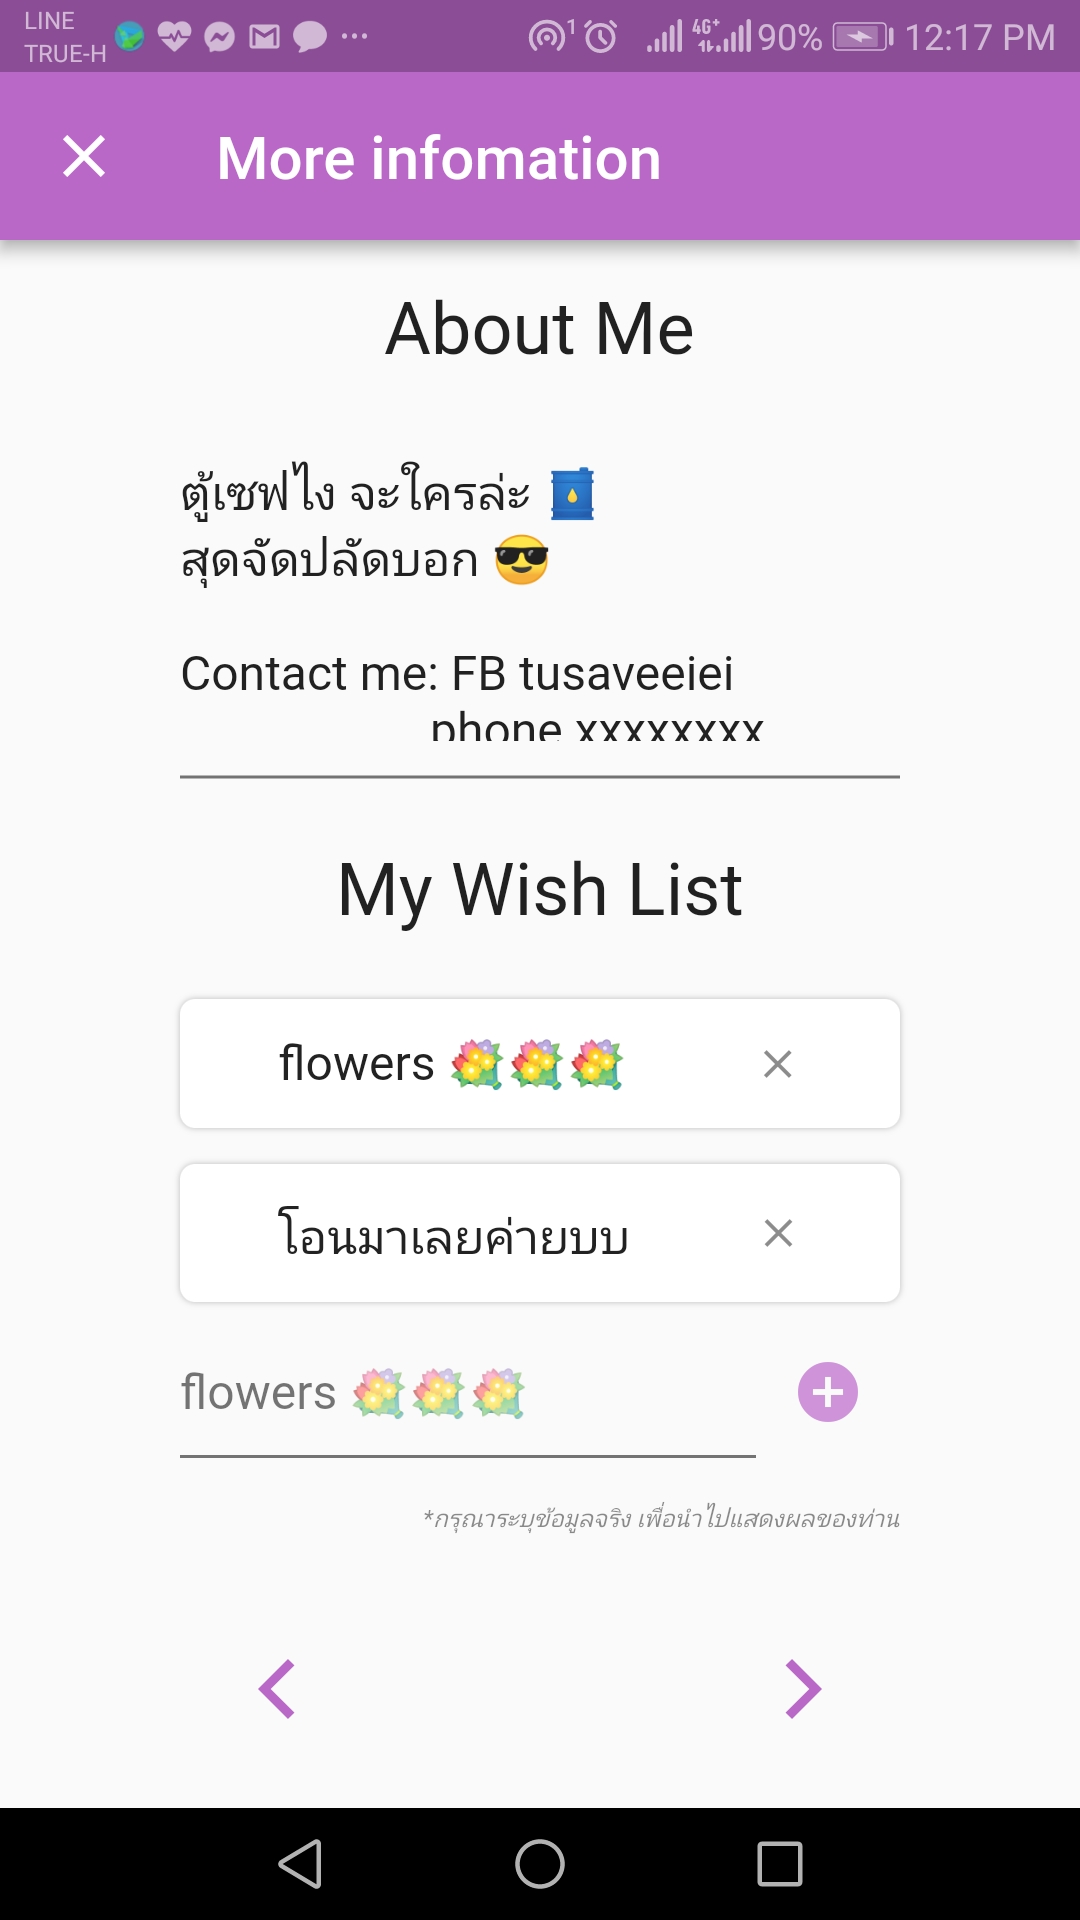 LINE
TRUE-H
1 4G+ 90% 12:17 PM
More infomation
About Me
ตู้เซฟไง จะใครล่ะ 🛢️
สุดจัดปลัดบอก 😎
Contact me: FB tusaveeiei
phone xxxxxxxx
My Wish List
flowers 💐💐💐
โอนมาเลยค่ายบบ
flowers 💐💐💐
*กรุณาระบุข้อมูลจริง เพื่อนำไปแสดงผลของท่าน